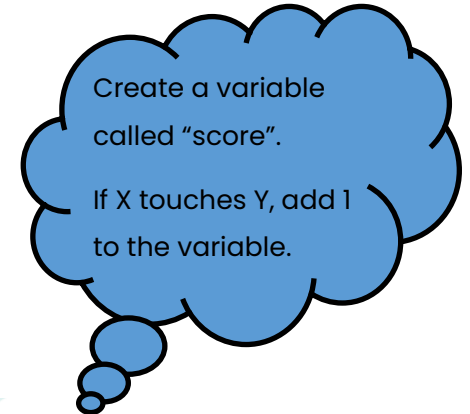 Create a variable
called “score”.
If X touches Y, add 1
to the variable.